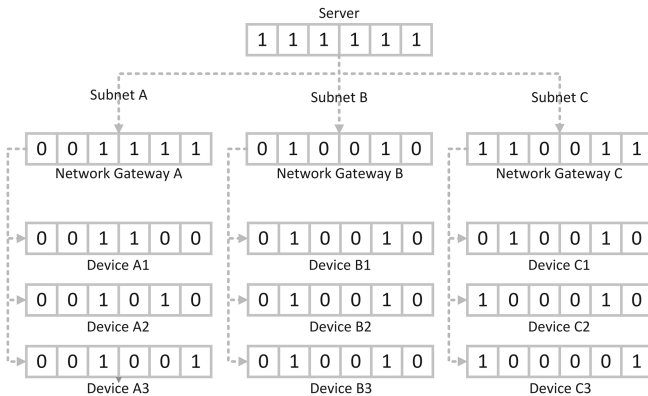 Server
1 1 1 1 1 1
Subnet A Subnet B Subnet C
0 0 1 1 1 1 0 1 0 0 1 0 1 1 0 0 1 1
Network Gateway A Network Gateway B Network Gateway C
0 0 1 1 0 0 0 1 0 0 1 0 0 1 0 0 1 0
Device A1 Device B1 Device C1
0 0 1 0 1 0 0 1 0 0 1 0 1 0 0 0 1 0
Device A2 Device B2 Device C2
0 0 1 0 0 1 0 1 0 0 1 0 1 0 0 0 0 1
Device A3 Device B3 Device C3